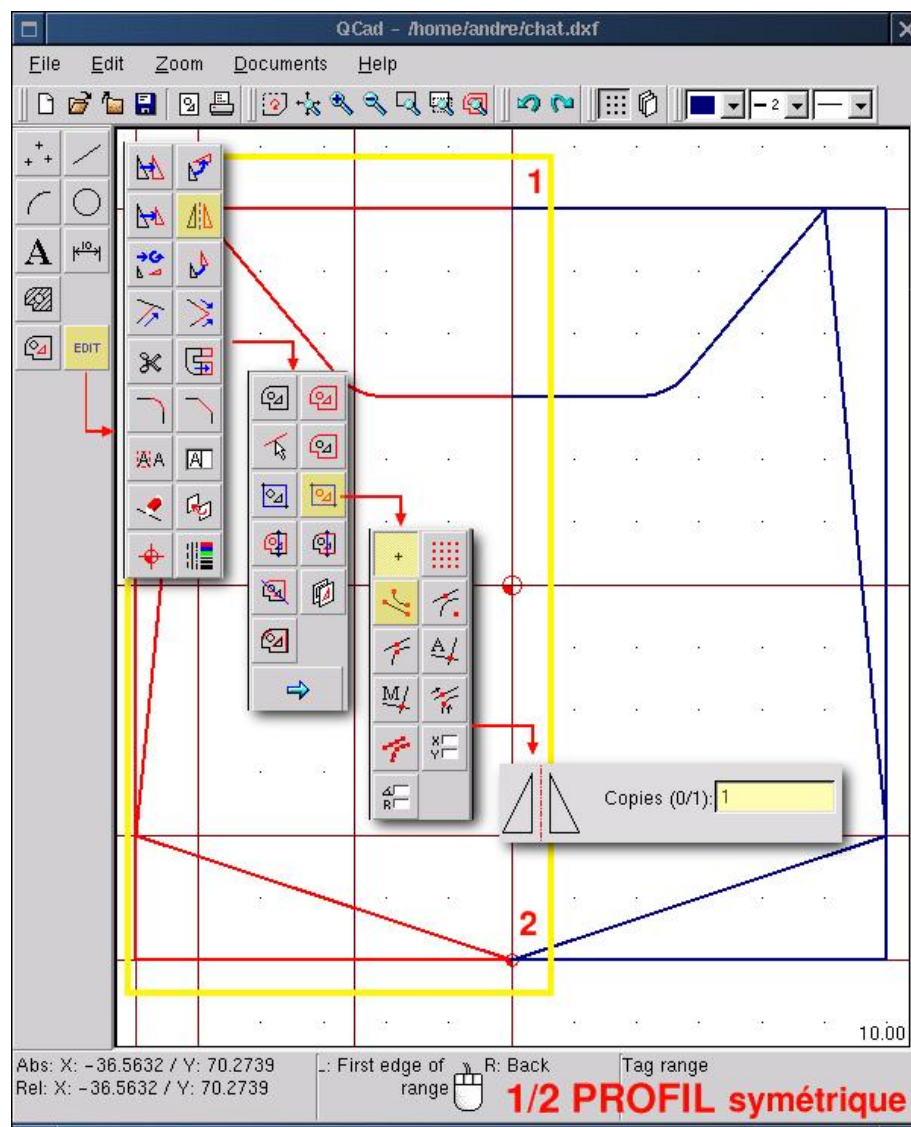 QCad – /home/andre/chat.dxf
File Edit Zoom Documents Help
2
1
A
10
EDIT
A A
A
A
M
X
Y
R
Copies (0/1): 1
2
10.00
Abs: X: -36.5632 / Y: 70.2739
Rel: X: -36.5632 / Y: 70.2739
L: First edge of range
R: Back
Tag range
1/2 PROFIL symétrique